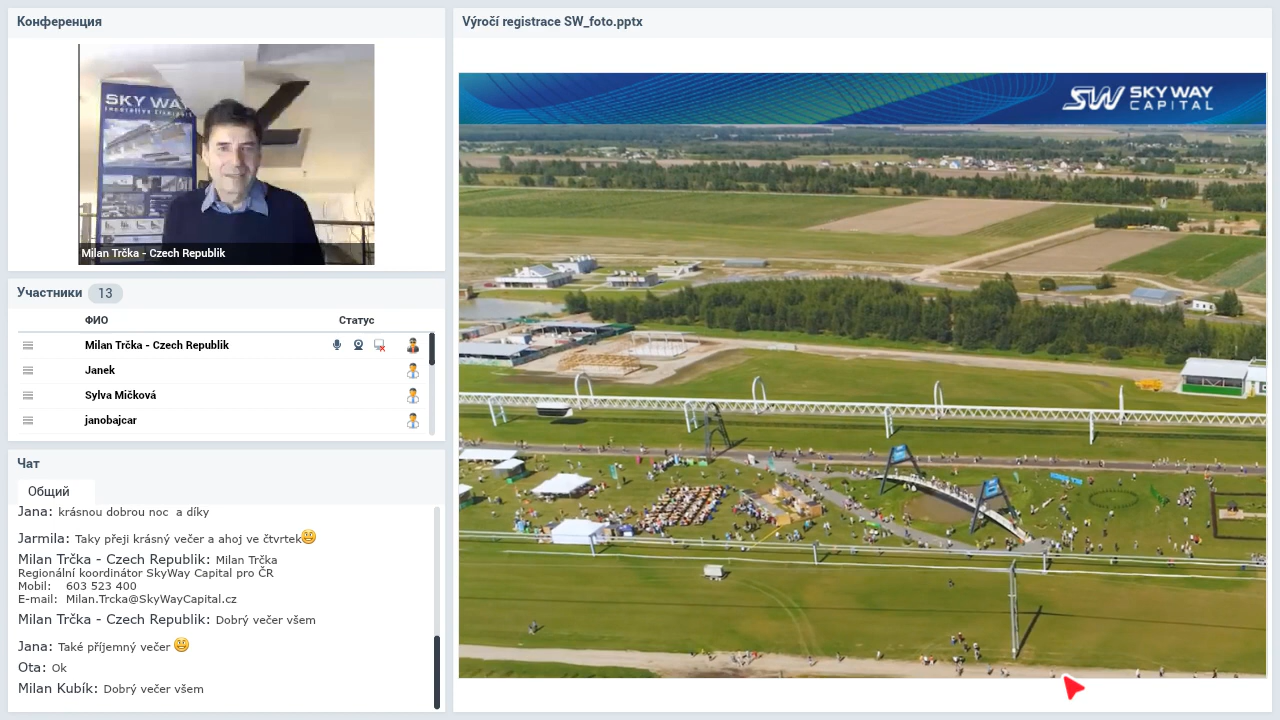 Конференция
SKY WAY
Milan Trčka - Czech Republik
Участники 13
ФИО Статус
Milan Trčka - Czech Republik
Janek
Sylva Mičková
janobajcar
Чат
Общий
Jana: krásnou dobrou noc a díky
Jarmila: Taky přeji krásný večer a ahoj ve čtvrtek
Milan Trčka - Czech Republik: Milan Trčka
Regionální koordinátor SkyWay Capital pro ČR
Mobil: 603 523 400
E-mail: Milan.Trcka@SkyWayCapital.cz
Milan Trčka - Czech Republik: Dobrý večer všem
Jana: Také příjemný večer
Ota: Ok
Milan Kubík: Dobrý večer všem
Výročí registrace SW_foto.pptx
SW SKY WAY
CAPITAL